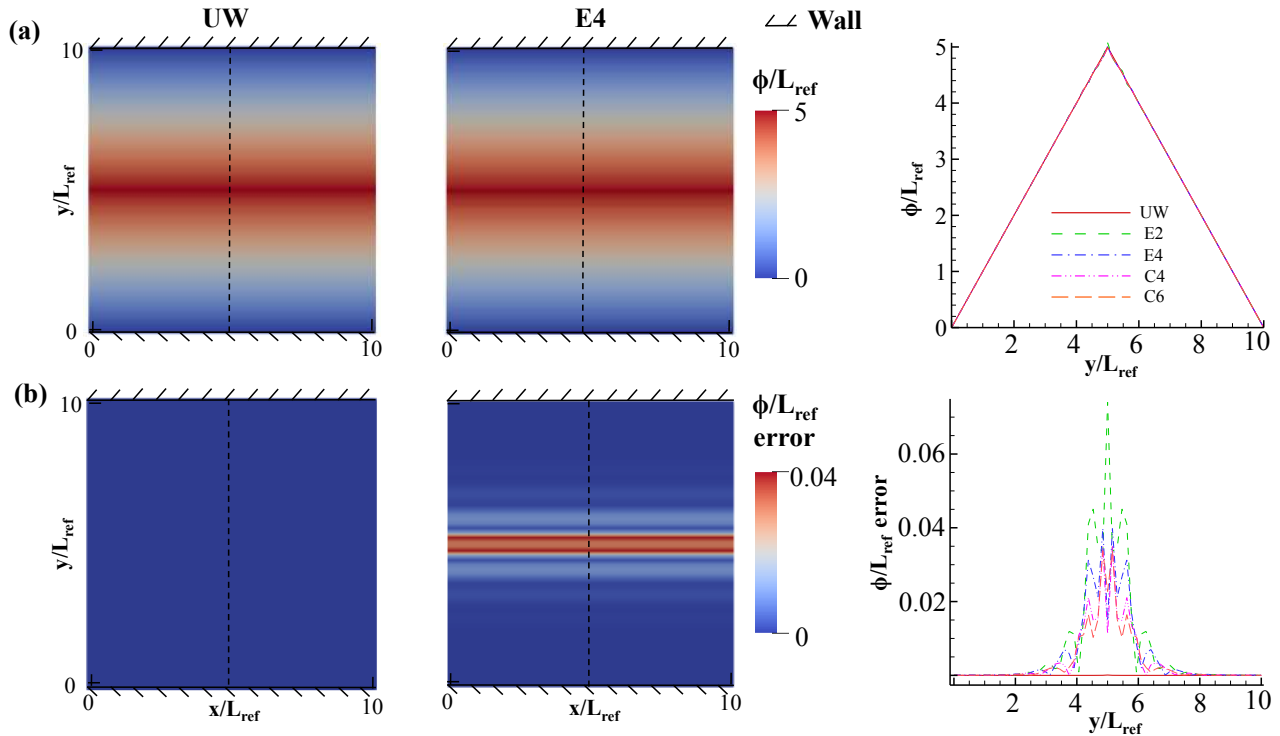 UW
E4
Wall
(a)
10
y/L_ref
0
0
10
0
10
ϕ/L_ref
5
0
5
4
3
2
1
0
ϕ/L_ref
UW
E2
E4
C4
C6
2
4
6
8
10
y/L_ref
(b)
10
y/L_ref
0
0
x/L_ref
10
0
x/L_ref
10
ϕ/L_ref
error
0.04
0
0.06
0.04
0.02
ϕ/L_ref error
2
4
6
8
10
y/L_ref